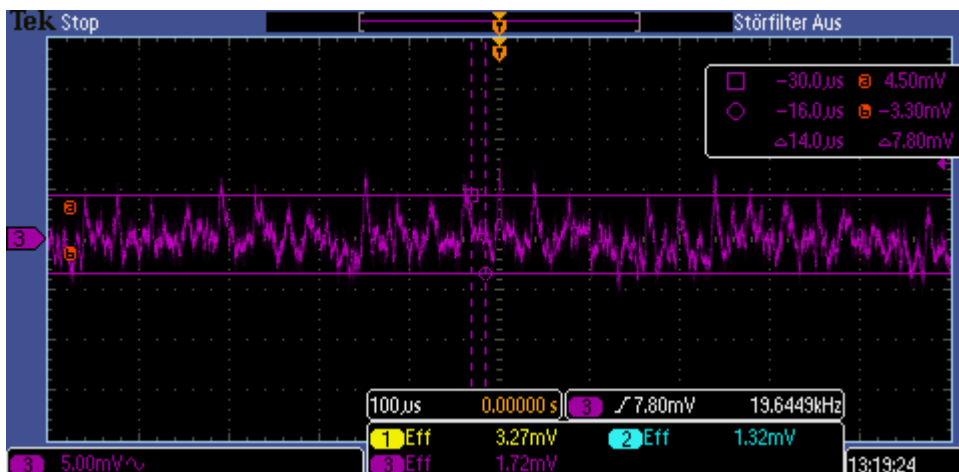 Tek Stop Störfilter Aus
-30.0µs a 4.50mV
-16.0µs b -3.30mV
△14.0µs △7.80mV
a
3
b
100µs 0.00000 s 3 7.80mV 19.6449kHz
1 Eff 3.27mV 2 Eff 1.32mV
3 5.00mV 3 Eff 1.72mV 13:19:24